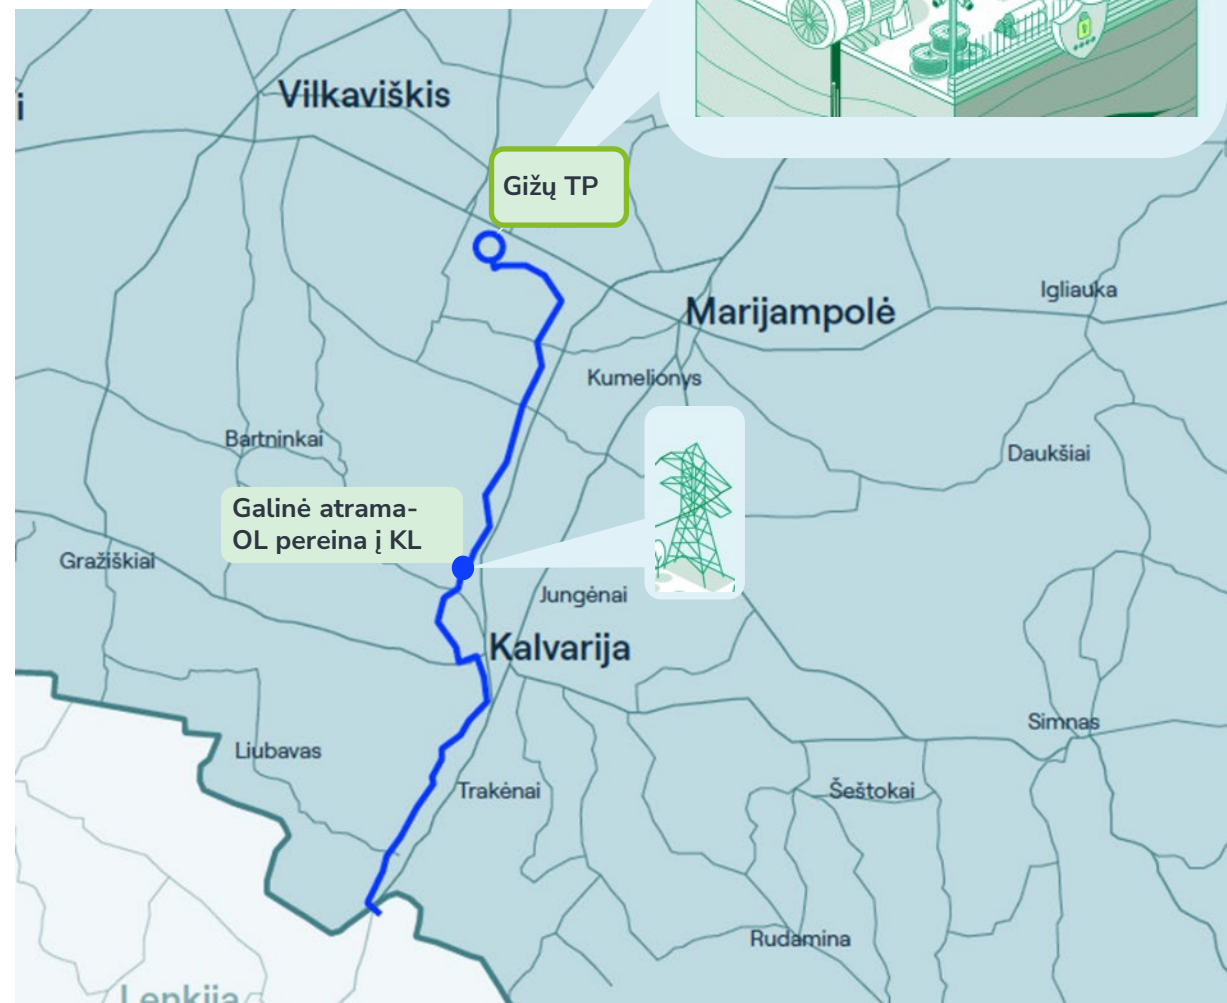 i
Vilkaviškis
Gižų TP
Igliauka
Marijampolė
Kumelionys
Bartninkai
Daukšiai
Galinė atrama-
OL pereina į KL
Gražiškiai
Jungėnai
Kalvarija
Simnas
Liubavas
Trakėnai
Šeštokai
Rudamina
Lenkija